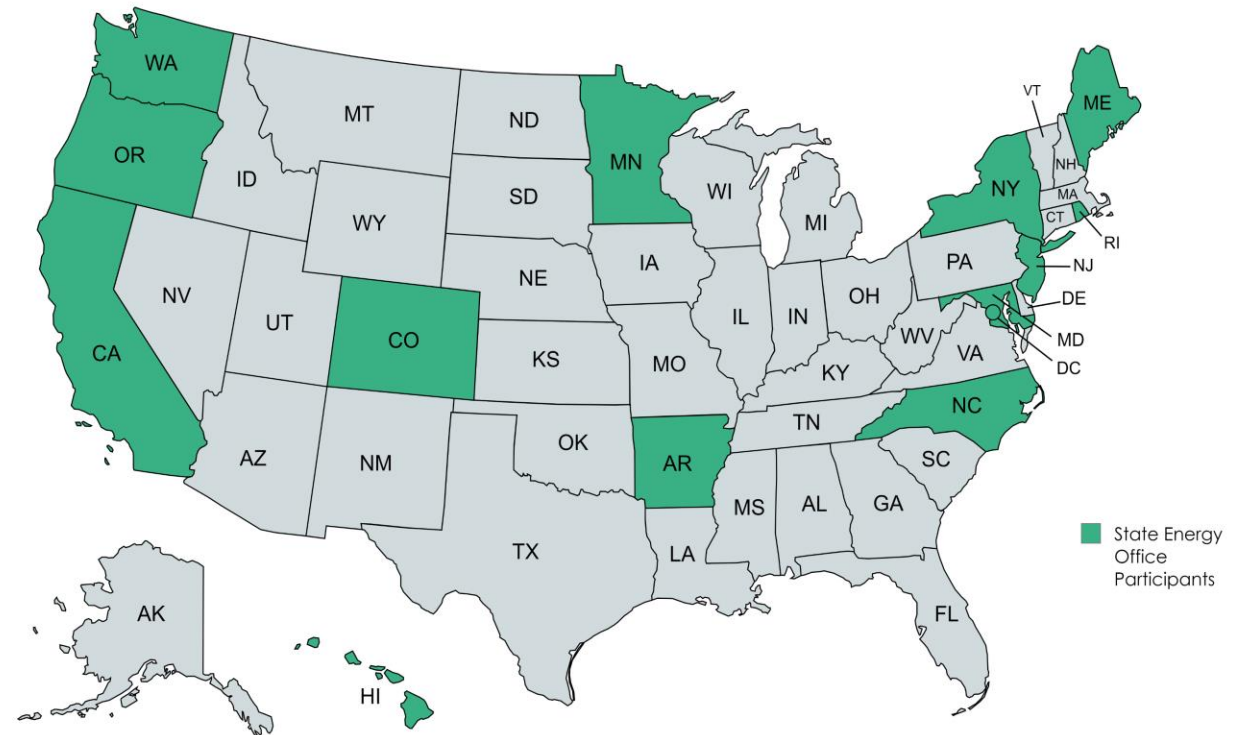 WA
MT
ND
MN
VT
ME
OR
ID
SD
WI
NY
NH
MA
WY
MI
CT
RI
IA
PA
NJ
NE
NV
OH
DE
UT
IL
IN
CA
CO
WV
MD
KS
MO
VA
DC
KY
NC
TN
OK
AZ
NM
AR
SC
MS
AL
GA
TX
LA
State Energy
Office
Participants
AK
FL
HI